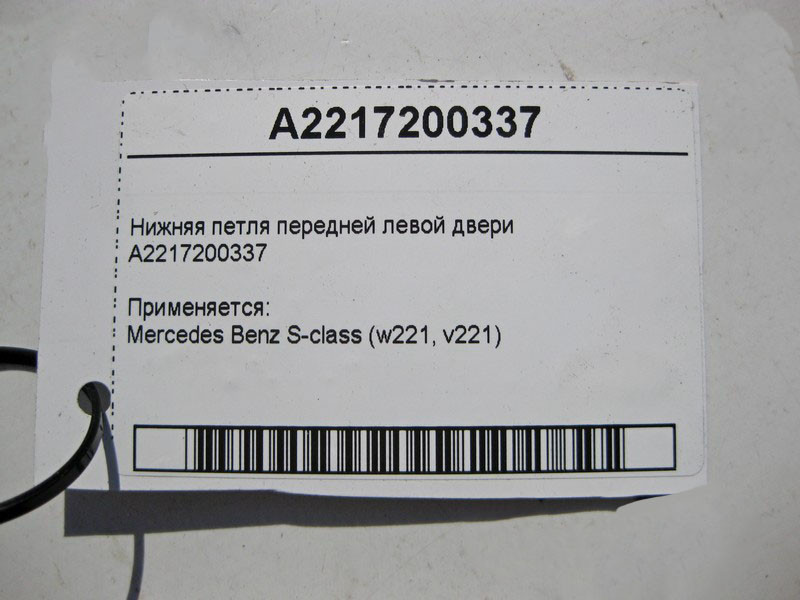 A2217200337
Нижняя петля передней левой двери
A2217200337
Применяется:
Mercedes Benz S-class (w221, v221)